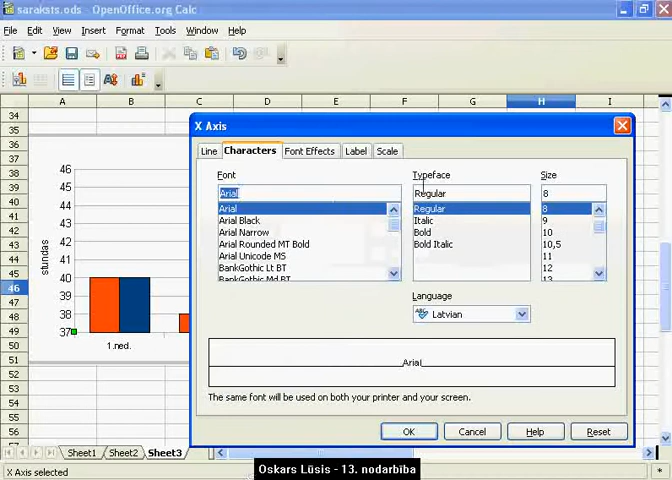 saraksts.ods - OpenOffice.org Calc
File Edit View Insert Format Tools Window Help
A B C D E F G H I
34
35
36
37
38
39
40
41
42
43
44
45
46
47
48
49
50
51
52
53
54
55
56
57
46
45
44
43
42
41
40
39
38
37
stundas
1.ned.
X Axis
Line Characters Font Effects Label Scale
Font Typeface Size
Arial Regular 8
Arial Regular 8
Arial Black Italic 9
Arial Narrow Bold 10
Arial Rounded MT Bold Bold Italic 10,5
Arial Unicode MS 11
BankGothic Lt BT 12
BankGothic Md BT 13
Language
Latvian
Arial
The same font will be used on both your printer and your screen.
OK Cancel Help Reset
Sheet1 Sheet2 Sheet3
X Axis selected *
Oskars Lūsis - 13. nodarbība